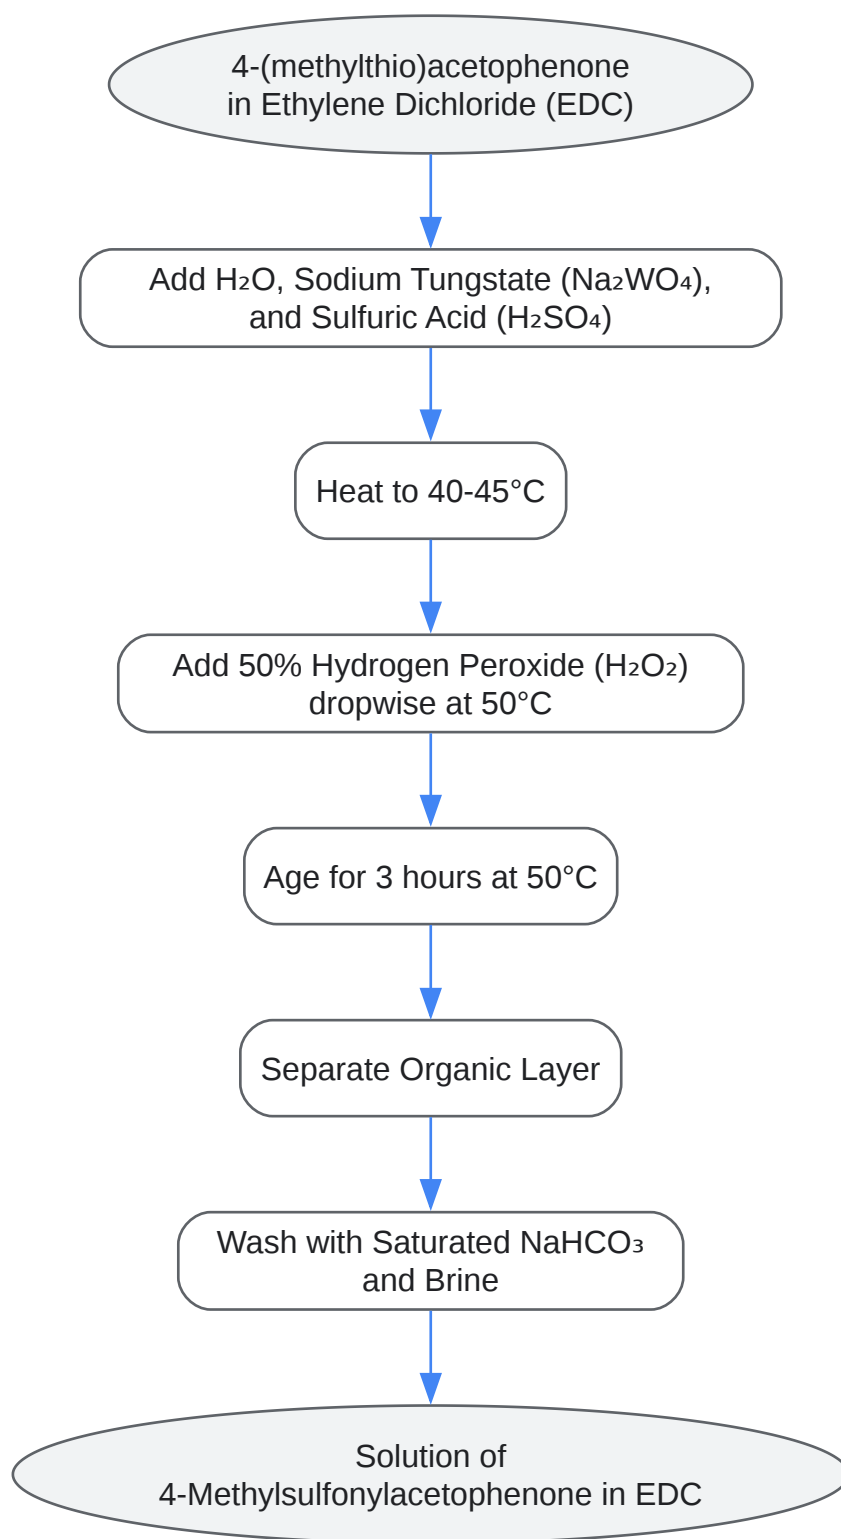 4-(methylthio)acetophenone
in Ethylene Dichloride (EDC)
Add H₂O, Sodium Tungstate (Na₂WO₄),
and Sulfuric Acid (H₂SO₄)
Heat to 40-45°C
Add 50% Hydrogen Peroxide (H₂O₂)
dropwise at 50°C
Age for 3 hours at 50°C
Separate Organic Layer
Wash with Saturated NaHCO₃
and Brine
Solution of
4-Methylsulfonylacetophenone in EDC